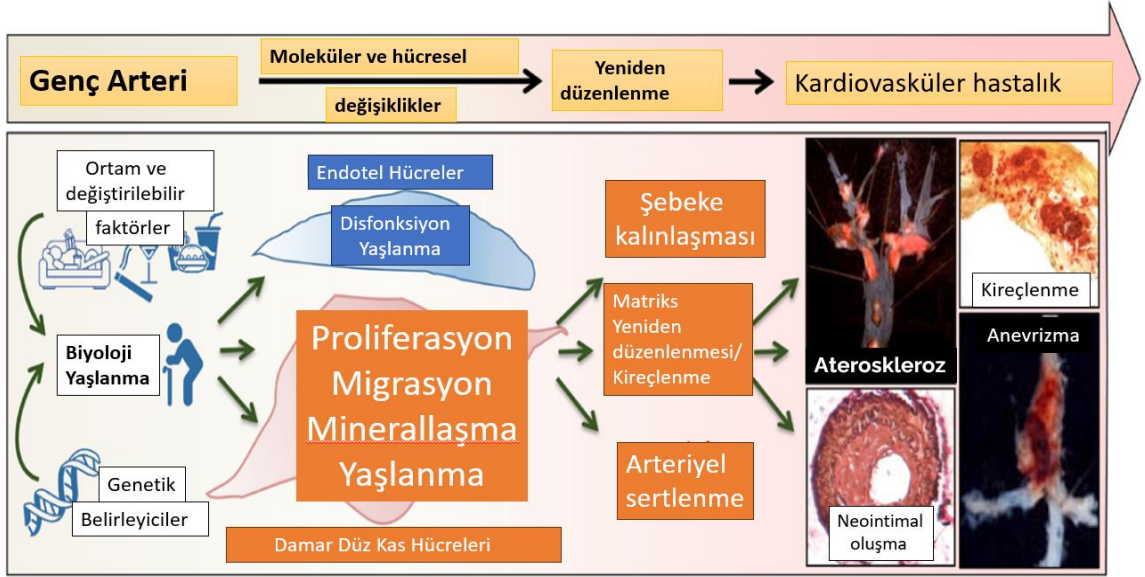 Genç Arteri
Moleküler ve hücresel
değişiklikler
Yeniden
düzenlenme
Kardiovasküler hastalık
Ortam ve
değiştirilebilir
faktörler
Biyoloji
Yaşlanma
Genetik
Belirleyiciler
Endotel Hücreler
Disfonksiyon
Yaşlanma
Proliferasyon
Migrasyon
Minerallaşma
Yaşlanma
Damar Düz Kas Hücreleri
Şebeke
kalınlaşması
Matriks
Yeniden
düzenlenmesi/
Kireçlenme
Arteriyel
sertlenme
Ateroskleroz
Kireçlenme
Neointimal
oluşma
Anevrizma